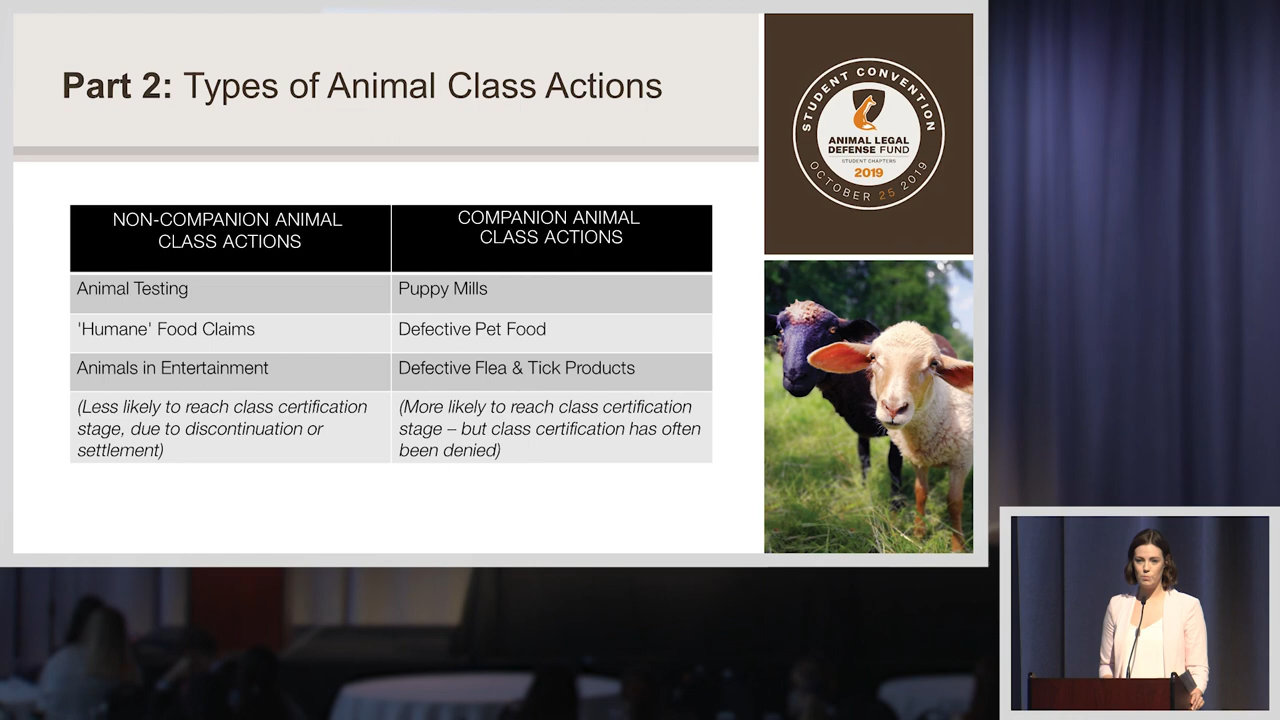 Part 2: Types of Animal Class Actions
STUDENT CONVENTION
ANIMAL LEGAL
DEFENSE FUND
STUDENT CHAPTERS
2019
OCTOBER 25 2019
NON-COMPANION ANIMAL
CLASS ACTIONS
COMPANION ANIMAL
CLASS ACTIONS
Animal Testing
Puppy Mills
'Humane' Food Claims
Defective Pet Food
Animals in Entertainment
Defective Flea & Tick Products
(Less likely to reach class certification
stage, due to discontinuation or
settlement)
(More likely to reach class certification
stage – but class certification has often
been denied)